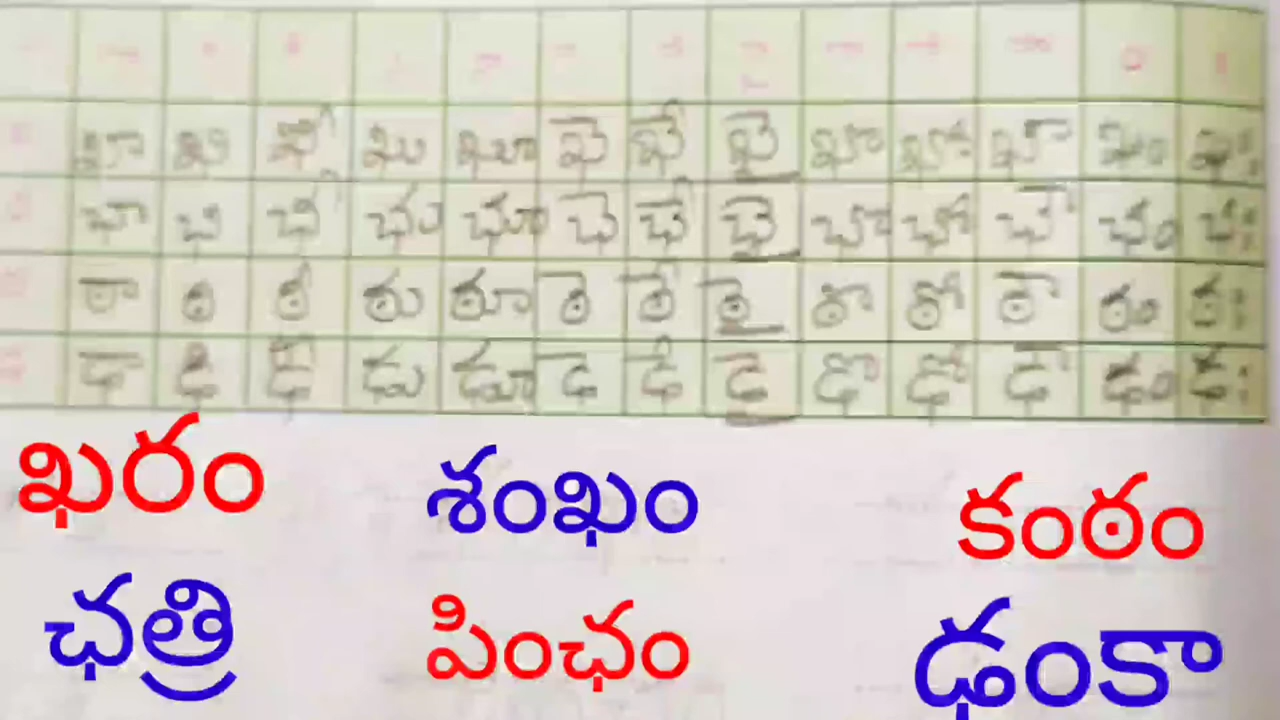 ఖా ఖి ఖీ ఖు ఖూ ఖె ఖే ఖై ఖొ ఖో ఖౌ ఖం ఖః
ఛా ఛి ఛీ ఛు ఛూ ఛె ఛే ఛై ఛొ ఛో ఛౌ ఛం ఛః
ఠా ఠి ఠీ ఠు ఠూ ఠె ఠే ఠై ఠొ ఠో ఠౌ ఠం ఠః
ఢా ఢి ఢీ ఢు ఢూ ఢె ఢే ఢై ఢొ ఢో ఢౌ ఢం ఢః
ఖరం శంఖం కంఠం
ఛత్రి పింఛం ఢంకా